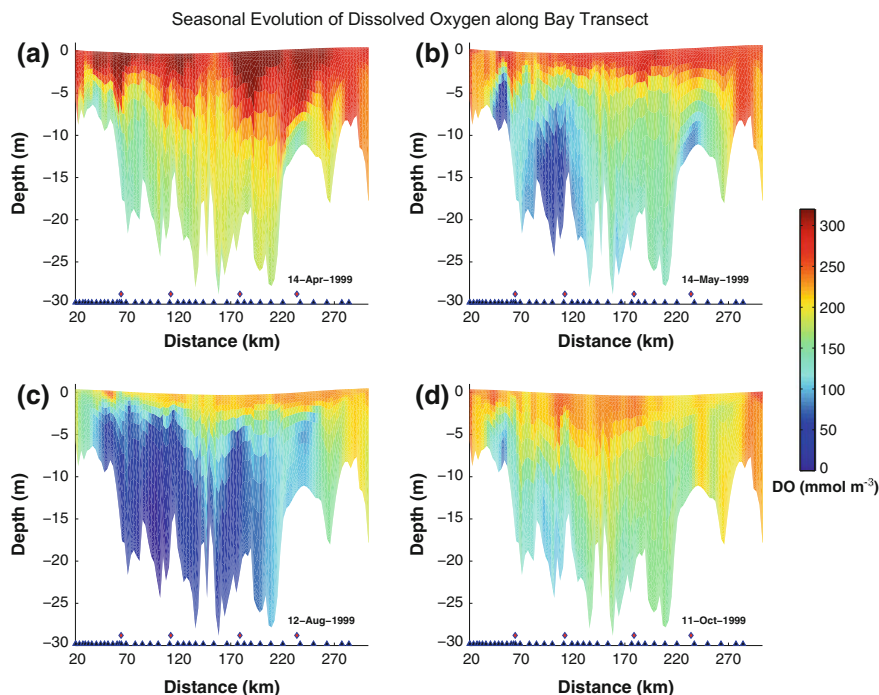 Seasonal Evolution of Dissolved Oxygen along Bay Transect
(a)
0
−5
−10
−15
−20
−25
−30
Depth (m)
14−Apr−1999
20 70 120 170 220 270
Distance (km)
(b)
0
−5
−10
−15
−20
−25
−30
Depth (m)
14−May−1999
20 70 120 170 220 270
Distance (km)
300
250
200
150
100
50
0
DO (mmol m⁻³)
(c)
0
−5
−10
−15
−20
−25
−30
Depth (m)
12−Aug−1999
20 70 120 170 220 270
Distance (km)
(d)
0
−5
−10
−15
−20
−25
−30
Depth (m)
11−Oct−1999
20 70 120 170 220 270
Distance (km)